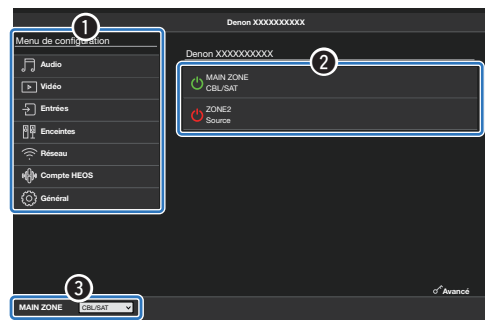 Denon XXXXXXXXXX
1
Menu de configuration
Audio
Vidéo
Entrées
Enceintes
Réseau
Compte HEOS
Général
Denon XXXXXXXXXX
2
MAIN ZONE
CBL/SAT
ZONE2
Source
3
Avancé
MAIN ZONE CBL/SAT